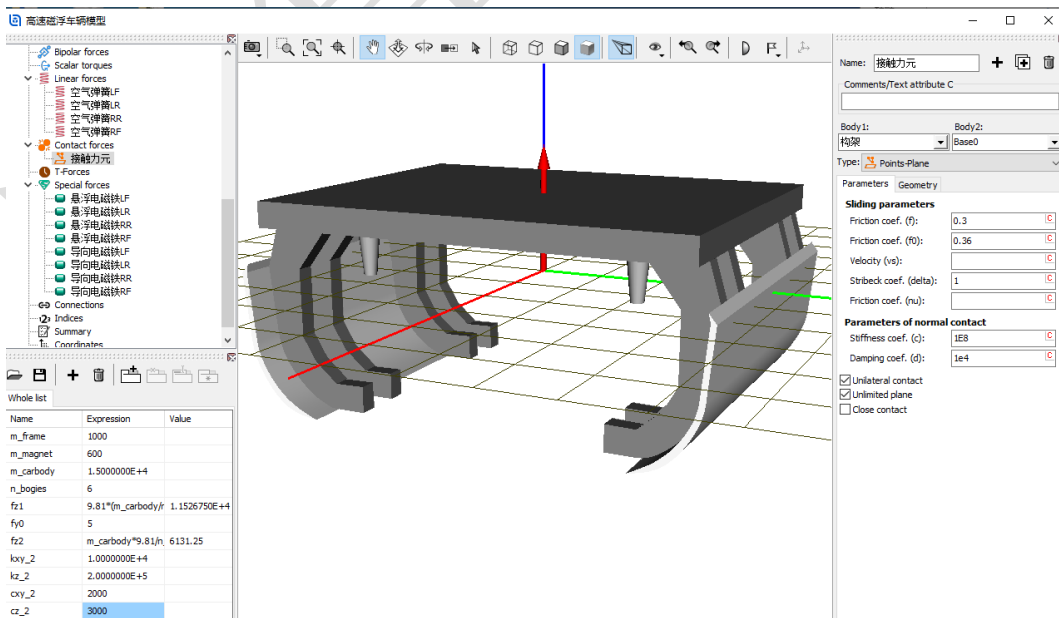 高速磁浮车辆模型
Bipolar forces
Scalar torques
Linear forces
空气弹簧LF
空气弹簧LR
空气弹簧RR
空气弹簧RF
Contact forces
接触力元
T-Forces
Special forces
悬浮电磁铁LF
悬浮电磁铁LR
悬浮电磁铁RR
悬浮电磁铁RF
导向电磁铁LF
导向电磁铁LR
导向电磁铁RR
导向电磁铁RF
Connections
Indices
Summary
Coordinates
Whole list
Name Expression Value
m_frame 1000
m_magnet 600
m_carbody 1.5000000E+4
n_bogies 6
fz1 9.81*(m_carbody/r 1.1526750E+4
fy0 5
fz2 m_carbody*9.81/n_ 6131.25
kxy_2 1.0000000E+4
kz_2 2.0000000E+5
cxy_2 2000
cz_2 3000
Name: 接触力元
Comments/Text attribute C
Body1: Body2:
构架 Base0
Type: Points-Plane
Parameters Geometry
Sliding parameters
Friction coef. (f): 0.3 C
Friction coef. (f0): 0.36 C
Velocity (vs): C
Stribeck coef. (delta): 1 C
Friction coef. (nu): C
Parameters of normal contact
Stiffness coef. (c): 1E8 C
Damping coef. (d): 1e4 C
Unilateral contact
Unlimited plane
Close contact